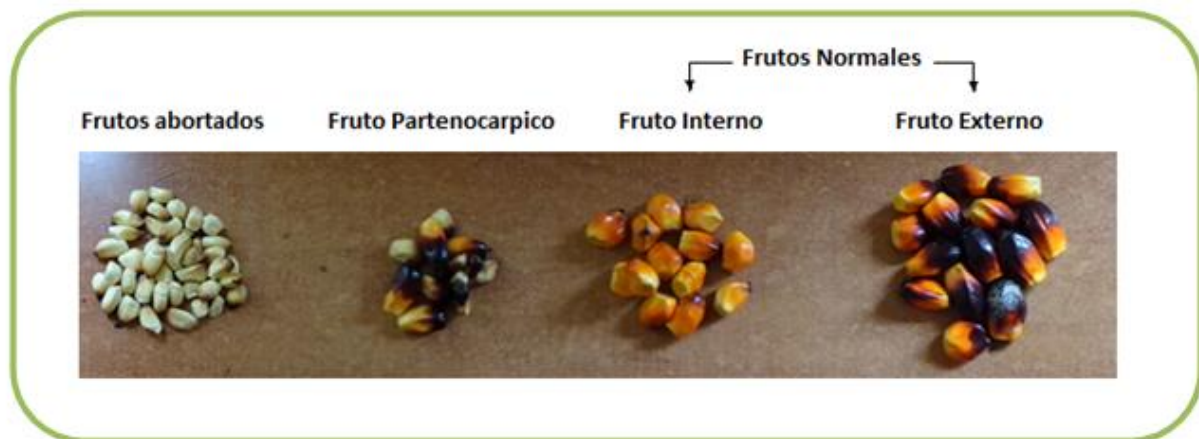 Frutos Normales
Frutos abortados
Fruto Partenocarpico
Fruto Interno
Fruto Externo